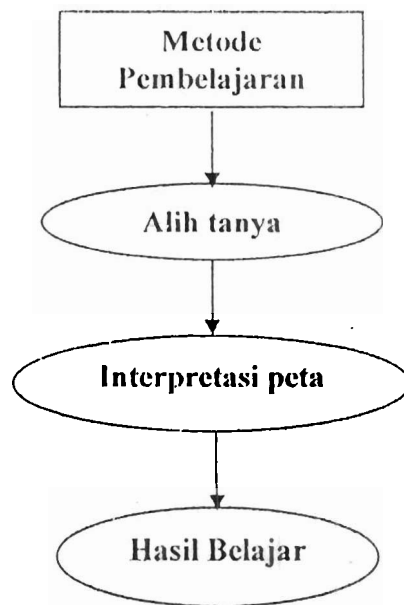 Metode
Pembelajaran
Alih tanya
Interpretasi peta
Hasil Belajar